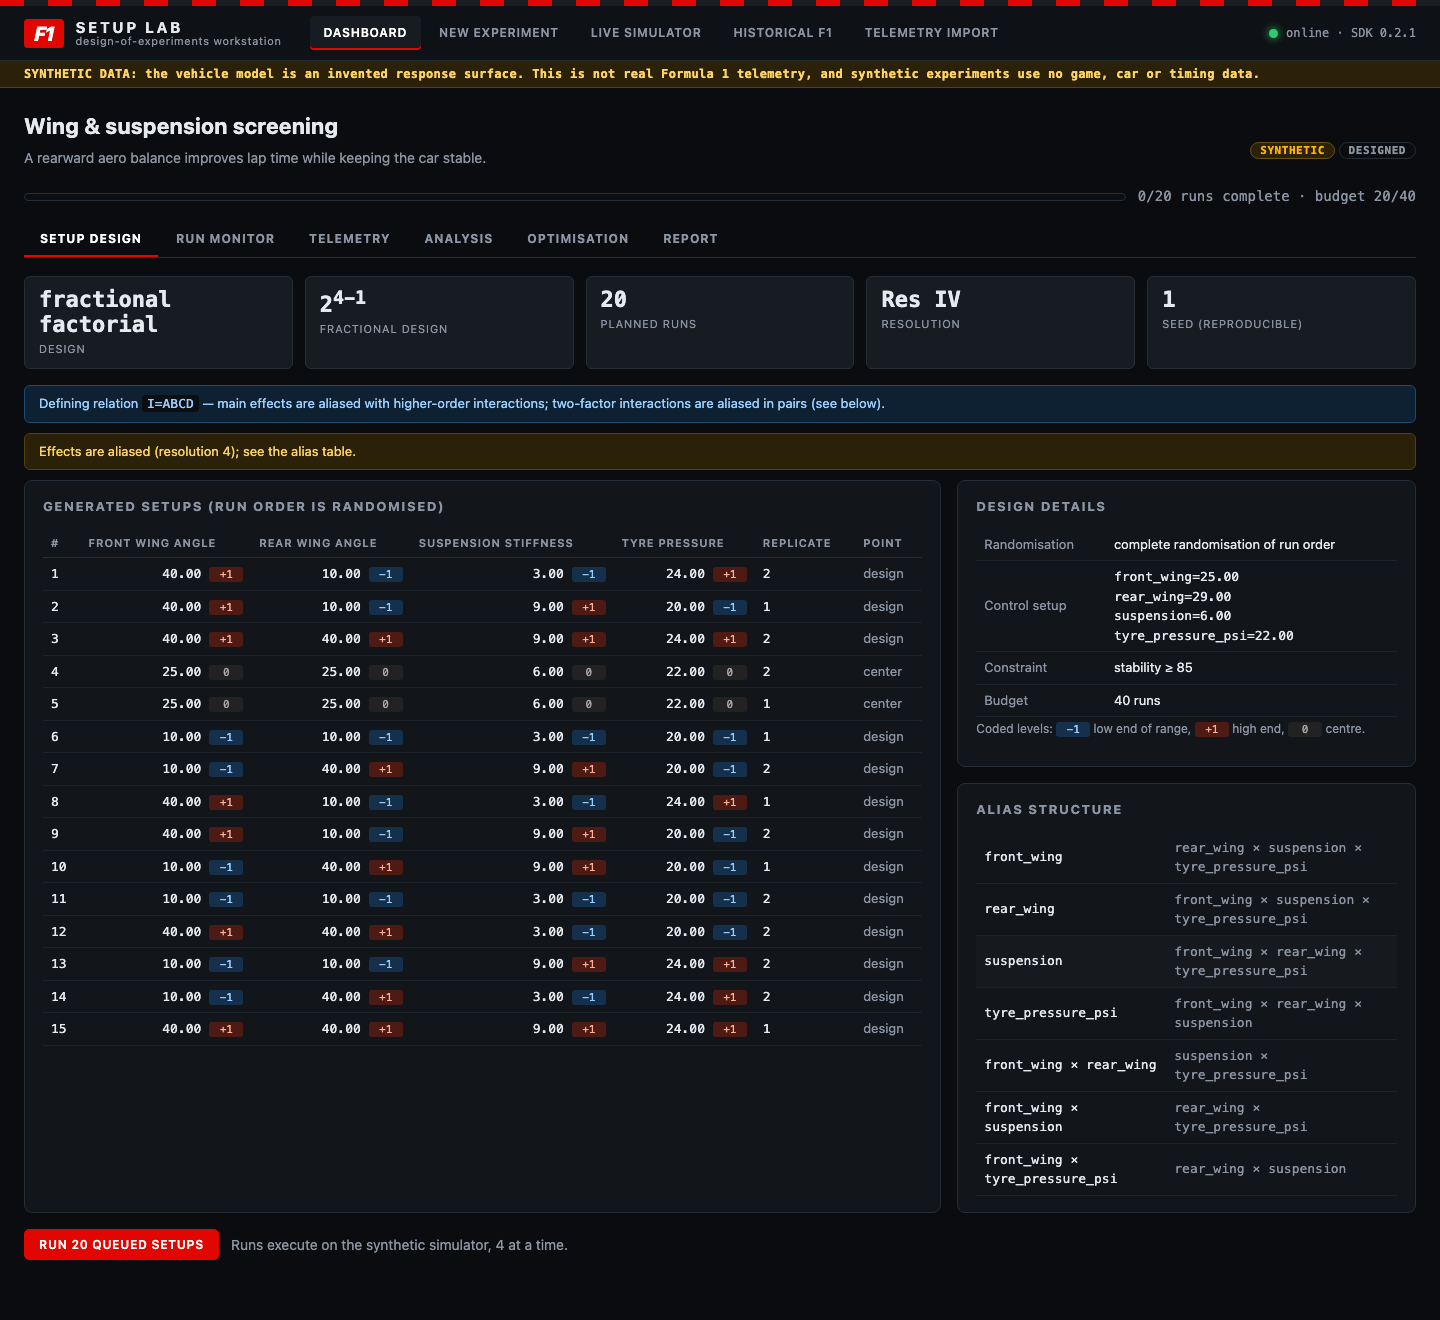 F1
SETUP LAB
design-of-experiments workstation
DASHBOARD
NEW EXPERIMENT
LIVE SIMULATOR
HISTORICAL F1
TELEMETRY IMPORT
online · SDK 0.2.1
SYNTHETIC DATA: the vehicle model is an invented response surface. This is not real Formula 1 telemetry, and synthetic experiments use no game, car or timing data.
Wing & suspension screening
A rearward aero balance improves lap time while keeping the car stable.
SYNTHETIC
DESIGNED
0/20 runs complete · budget 20/40
SETUP DESIGN
RUN MONITOR
TELEMETRY
ANALYSIS
OPTIMISATION
REPORT
fractional
factorial
DESIGN
2⁴⁻¹
FRACTIONAL DESIGN
20
PLANNED RUNS
Res IV
RESOLUTION
1
SEED (REPRODUCIBLE)
Defining relation I=ABCD — main effects are aliased with higher-order interactions; two-factor interactions are aliased in pairs (see below).
Effects are aliased (resolution 4); see the alias table.
GENERATED SETUPS (RUN ORDER IS RANDOMISED)
# FRONT WING ANGLE REAR WING ANGLE SUSPENSION STIFFNESS TYRE PRESSURE REPLICATE POINT
1 40.00 +1 10.00 −1 3.00 −1 24.00 +1 2 design
2 40.00 +1 10.00 −1 9.00 +1 20.00 −1 1 design
3 40.00 +1 40.00 +1 9.00 +1 24.00 +1 2 design
4 25.00 0 25.00 0 6.00 0 22.00 0 2 center
5 25.00 0 25.00 0 6.00 0 22.00 0 1 center
6 10.00 −1 10.00 −1 3.00 −1 20.00 −1 1 design
7 10.00 −1 40.00 +1 9.00 +1 20.00 −1 2 design
8 40.00 +1 10.00 −1 3.00 −1 24.00 +1 1 design
9 40.00 +1 10.00 −1 9.00 +1 20.00 −1 2 design
10 10.00 −1 40.00 +1 9.00 +1 20.00 −1 1 design
11 10.00 −1 10.00 −1 3.00 −1 20.00 −1 2 design
12 40.00 +1 40.00 +1 3.00 −1 20.00 −1 2 design
13 10.00 −1 10.00 −1 9.00 +1 24.00 +1 2 design
14 10.00 −1 40.00 +1 3.00 −1 24.00 +1 2 design
15 40.00 +1 40.00 +1 9.00 +1 24.00 +1 1 design
DESIGN DETAILS
Randomisation complete randomisation of run order
Control setup
front_wing=25.00
rear_wing=29.00
suspension=6.00
tyre_pressure_psi=22.00
Constraint stability ≥ 85
Budget 40 runs
Coded levels: −1 low end of range, +1 high end, 0 centre.
ALIAS STRUCTURE
front_wing
rear_wing × suspension ×
tyre_pressure_psi
rear_wing
front_wing × suspension ×
tyre_pressure_psi
suspension
front_wing × rear_wing ×
tyre_pressure_psi
tyre_pressure_psi
front_wing × rear_wing ×
suspension
front_wing × rear_wing
suspension ×
tyre_pressure_psi
front_wing ×
suspension
rear_wing ×
tyre_pressure_psi
front_wing ×
tyre_pressure_psi
rear_wing × suspension
RUN 20 QUEUED SETUPS
Runs execute on the synthetic simulator, 4 at a time.